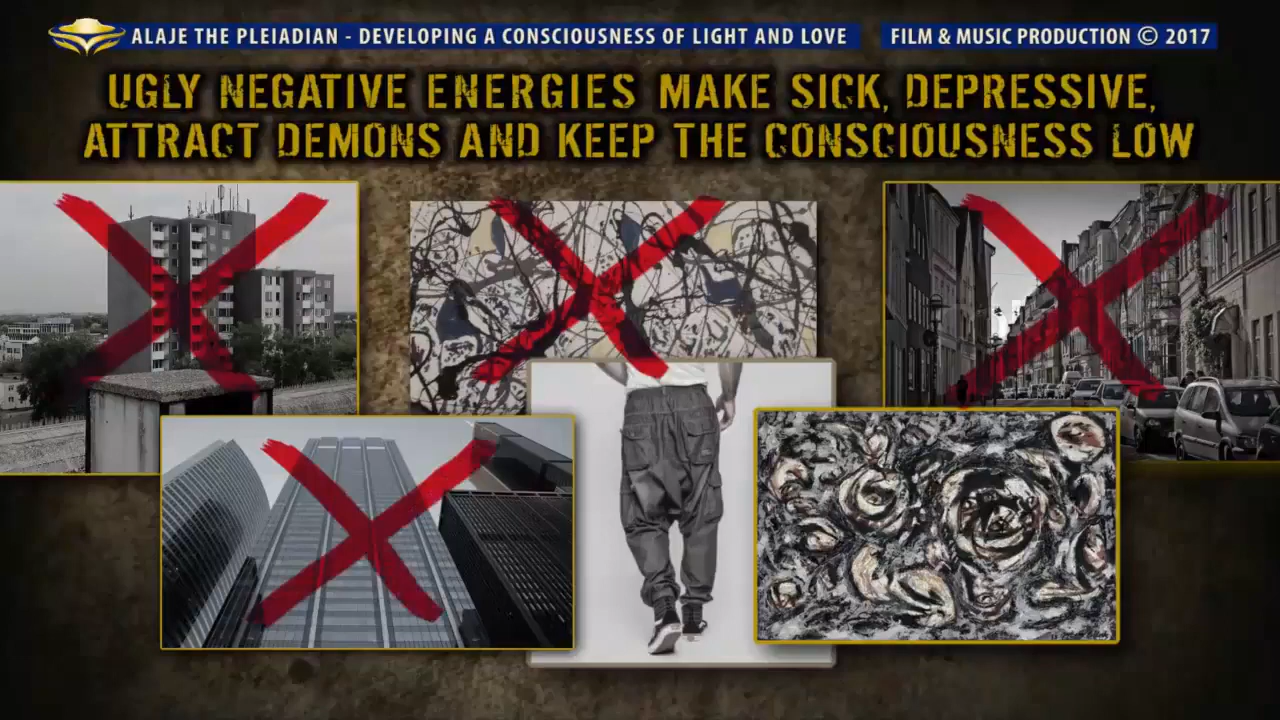 ALAJE THE PLEIADIAN - DEVELOPING A CONSCIOUSNESS OF LIGHT AND LOVE
FILM & MUSIC PRODUCTION © 2017
UGLY NEGATIVE ENERGIES MAKE SICK, DEPRESSIVE,
ATTRACT DEMONS AND KEEP THE CONSCIOUSNESS LOW